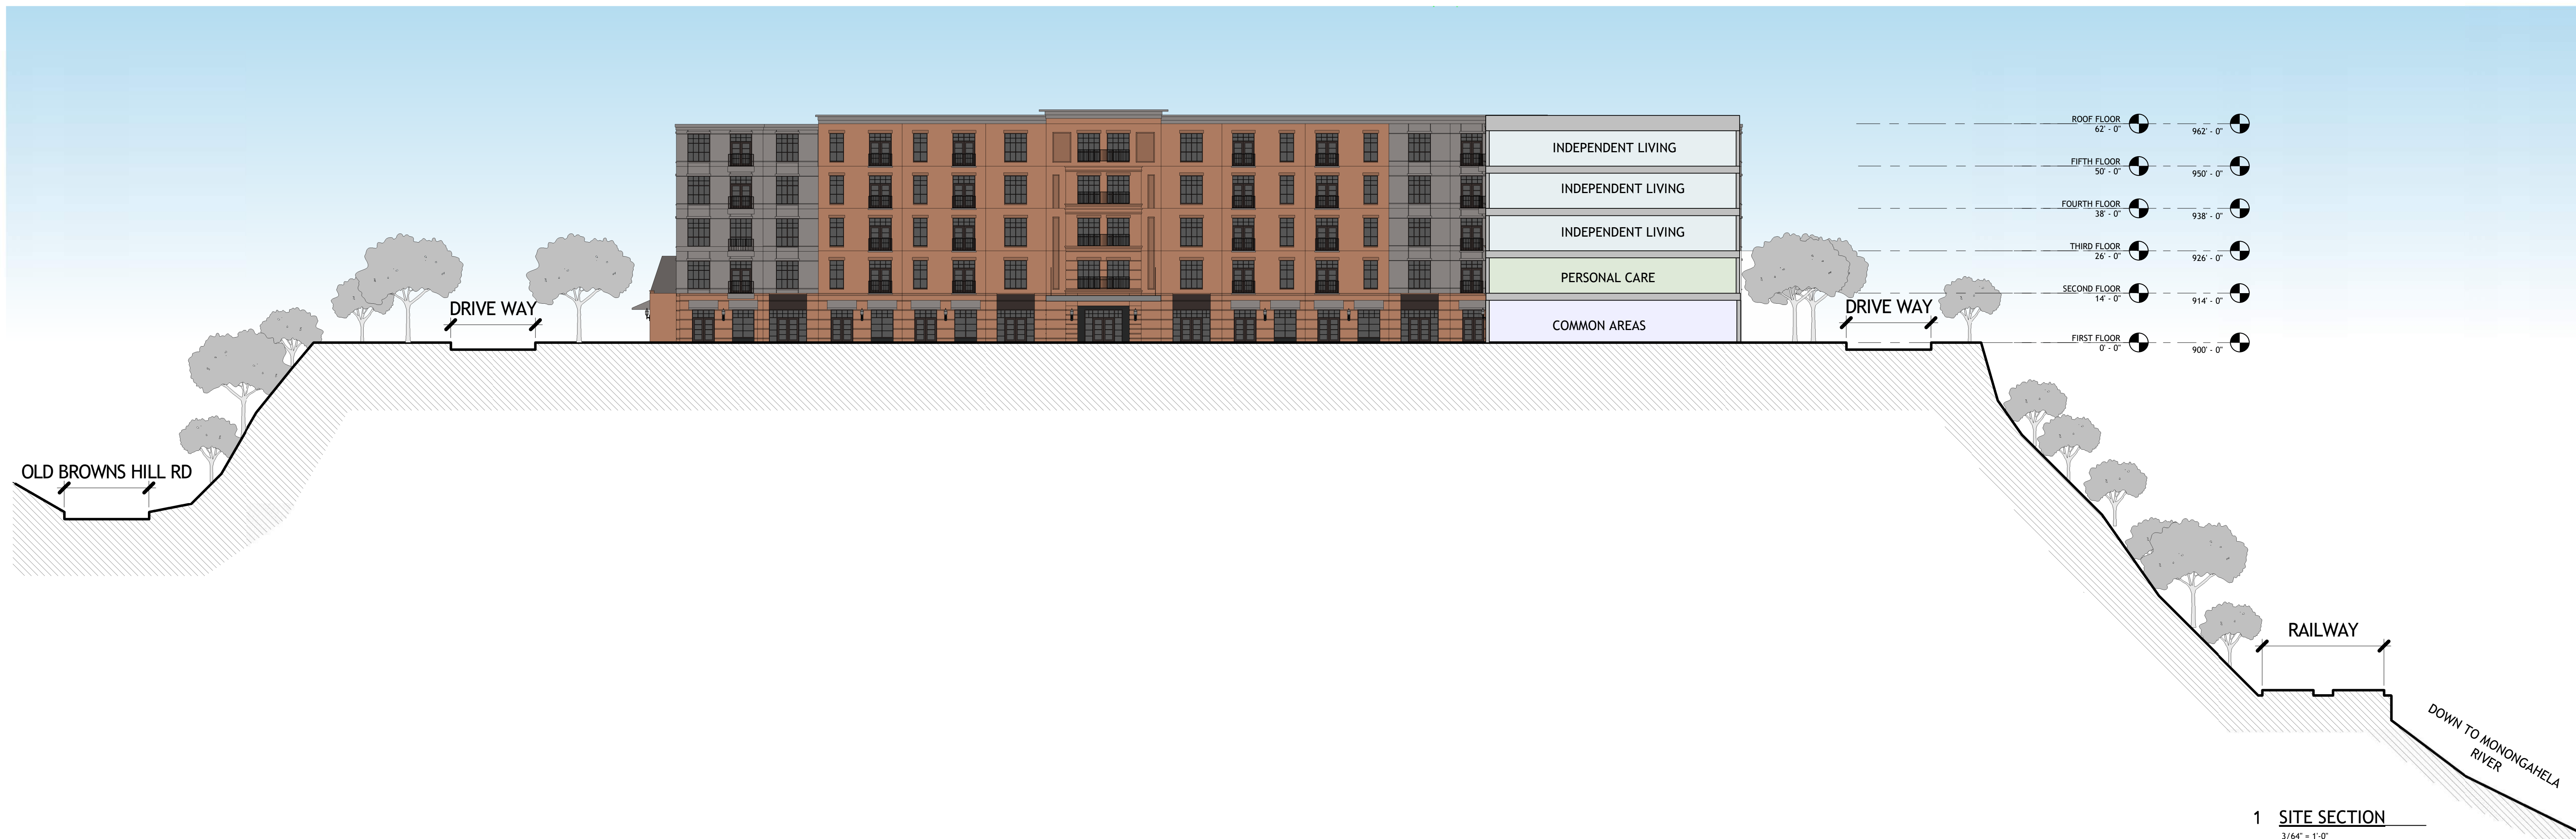 ROOF FLOOR
62' - 0"
962' - 0"
INDEPENDENT LIVING
FIFTH FLOOR
50' - 0"
950' - 0"
INDEPENDENT LIVING
FOURTH FLOOR
38' - 0"
938' - 0"
INDEPENDENT LIVING
THIRD FLOOR
26' - 0"
926' - 0"
PERSONAL CARE
SECOND FLOOR
14' - 0"
914' - 0"
DRIVE WAY
DRIVE WAY
COMMON AREAS
FIRST FLOOR
0' - 0"
900' - 0"
OLD BROWNS HILL RD
RAILWAY
DOWN TO MONONGAHELA
RIVER
1 SITE SECTION
3/64" = 1'-0"